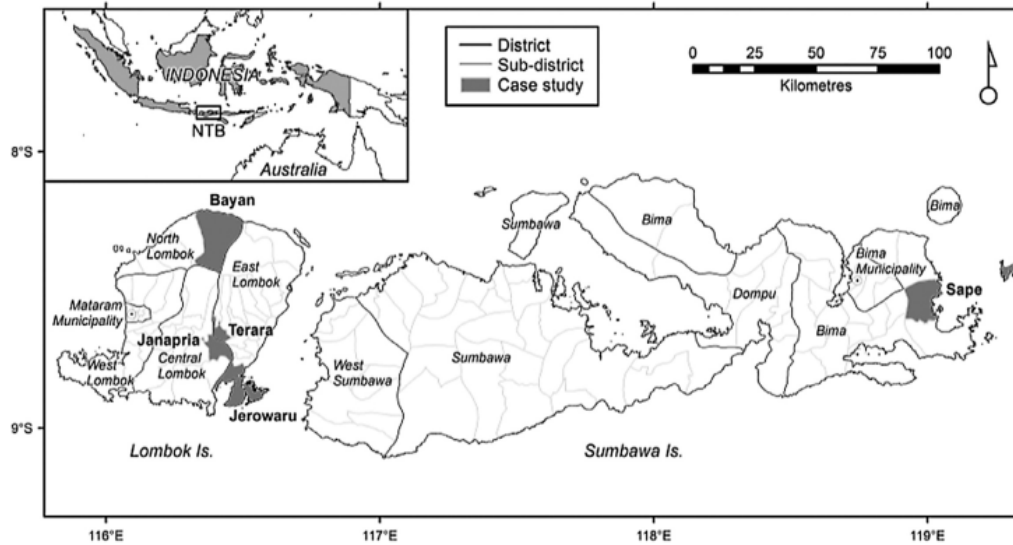 INDONESIA
NTB
Australia
District
Sub-district
Case study
0 25 50 75 100
Kilometres
8°S
9°S
Bayan
North
Lombok
East
Lombok
Mataram
Municipality
Terara
Janapria
Central
Lombok
West
Lombok
Jerowaru
Lombok Is.
West
Sumbawa
Sumbawa
Sumbawa
Bima
Dompu
Bima
Bima
Municipality
Bima
Sape
Sumbawa Is.
116°E 117°E 118°E 119°E